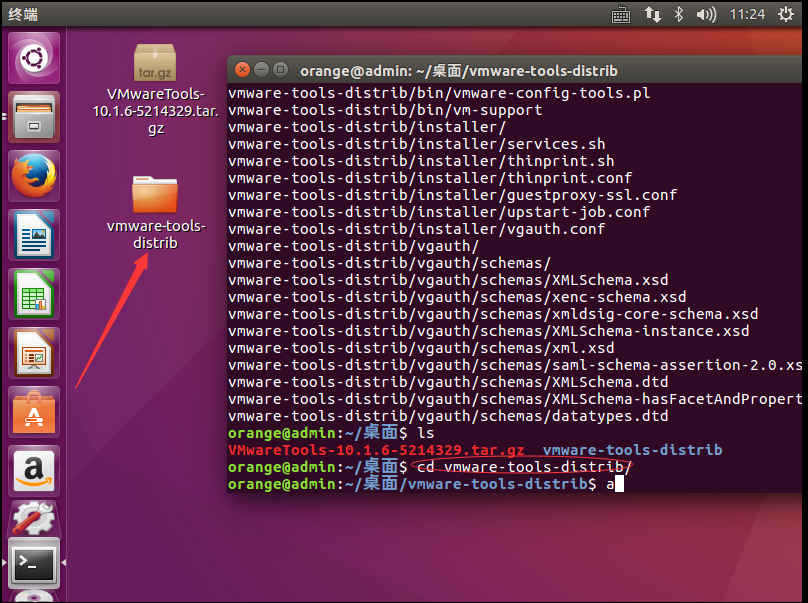 终端
11:24
tar.gz
VMwareTools-
10.1.6-5214329.tar.
gz
vmware-tools-
distrib
orange@admin: ~/桌面/vmware-tools-distrib
vmware-tools-distrib/bin/vmware-config-tools.pl
vmware-tools-distrib/bin/vm-support
vmware-tools-distrib/installer/
vmware-tools-distrib/installer/services.sh
vmware-tools-distrib/installer/thinprint.sh
vmware-tools-distrib/installer/thinprint.conf
vmware-tools-distrib/installer/guestproxy-ssl.conf
vmware-tools-distrib/installer/upstart-job.conf
vmware-tools-distrib/installer/vgauth.conf
vmware-tools-distrib/vgauth/
vmware-tools-distrib/vgauth/schemas/
vmware-tools-distrib/vgauth/schemas/XMLSchema.xsd
vmware-tools-distrib/vgauth/schemas/xenc-schema.xsd
vmware-tools-distrib/vgauth/schemas/xmldsig-core-schema.xsd
vmware-tools-distrib/vgauth/schemas/XMLSchema-instance.xsd
vmware-tools-distrib/vgauth/schemas/xml.xsd
vmware-tools-distrib/vgauth/schemas/saml-schema-assertion-2.0.xs
vmware-tools-distrib/vgauth/schemas/XMLSchema.dtd
vmware-tools-distrib/vgauth/schemas/XMLSchema-hasFacetAndPropert
vmware-tools-distrib/vgauth/schemas/datatypes.dtd
orange@admin:~/桌面$ ls
VMwareTools-10.1.6-5214329.tar.gz  vmware-tools-distrib
orange@admin:~/桌面$ cd vmware-tools-distrib/
orange@admin:~/桌面/vmware-tools-distrib$ a